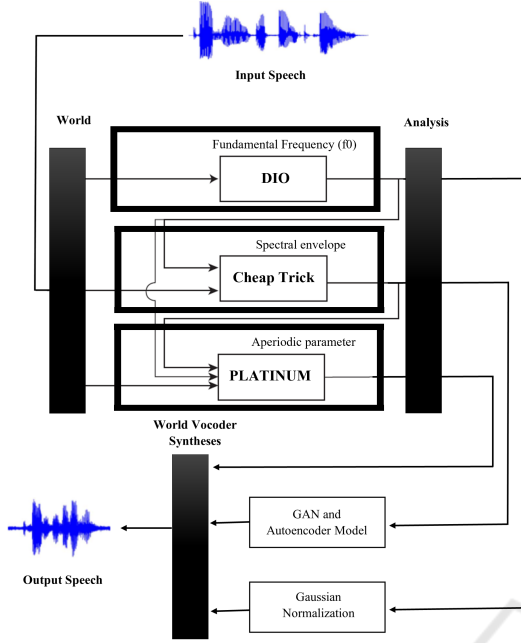 Input Speech
World
Analysis
Fundamental Frequency (f0)
DIO
Spectral envelope
Cheap Trick
Aperiodic parameter
PLATINUM
World Vocoder
Syntheses
GAN and
Autoencoder Model
Output Speech
Gaussian
Normalization